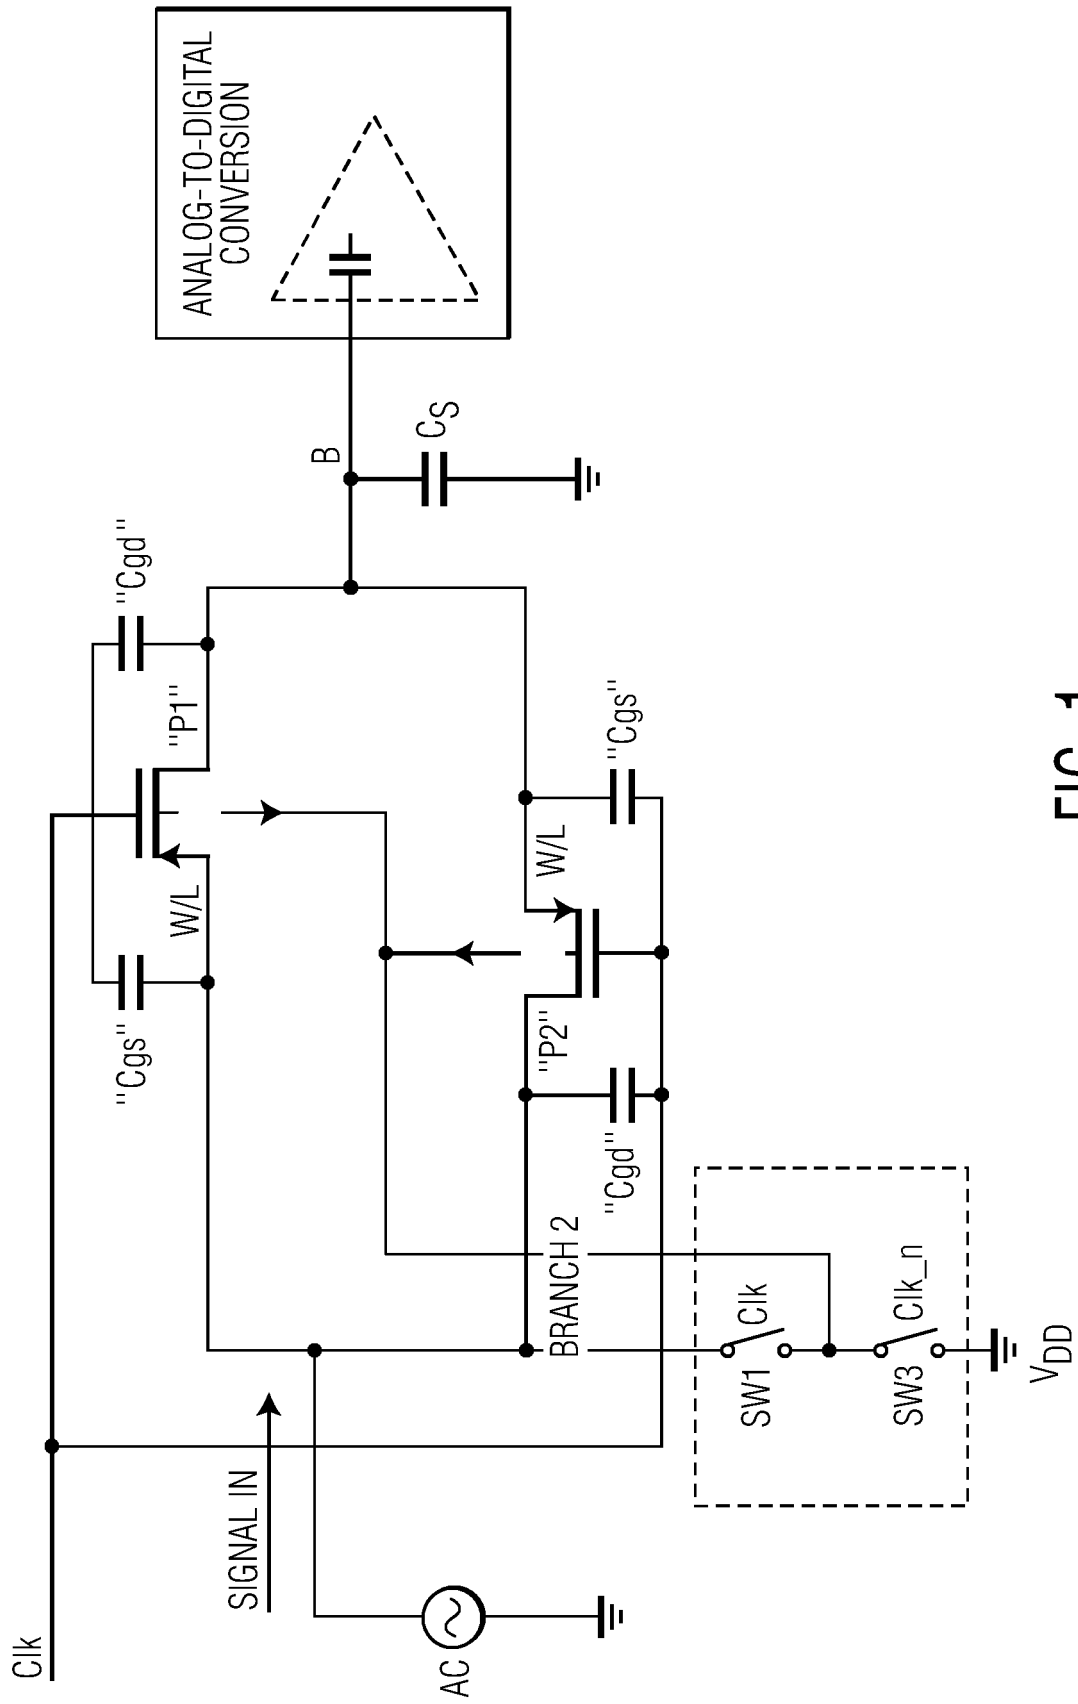 Clk
SIGNAL IN
AC
"Cgs"
W/L
"P1"
"Cgd"
B
CS
ANALOG-TO-DIGITAL
CONVERSION
BRANCH 2
"Cgd"
"P2"
W/L
"Cgs"
SW1
Clk
SW3
Clk_n
VDD
FIG. 1